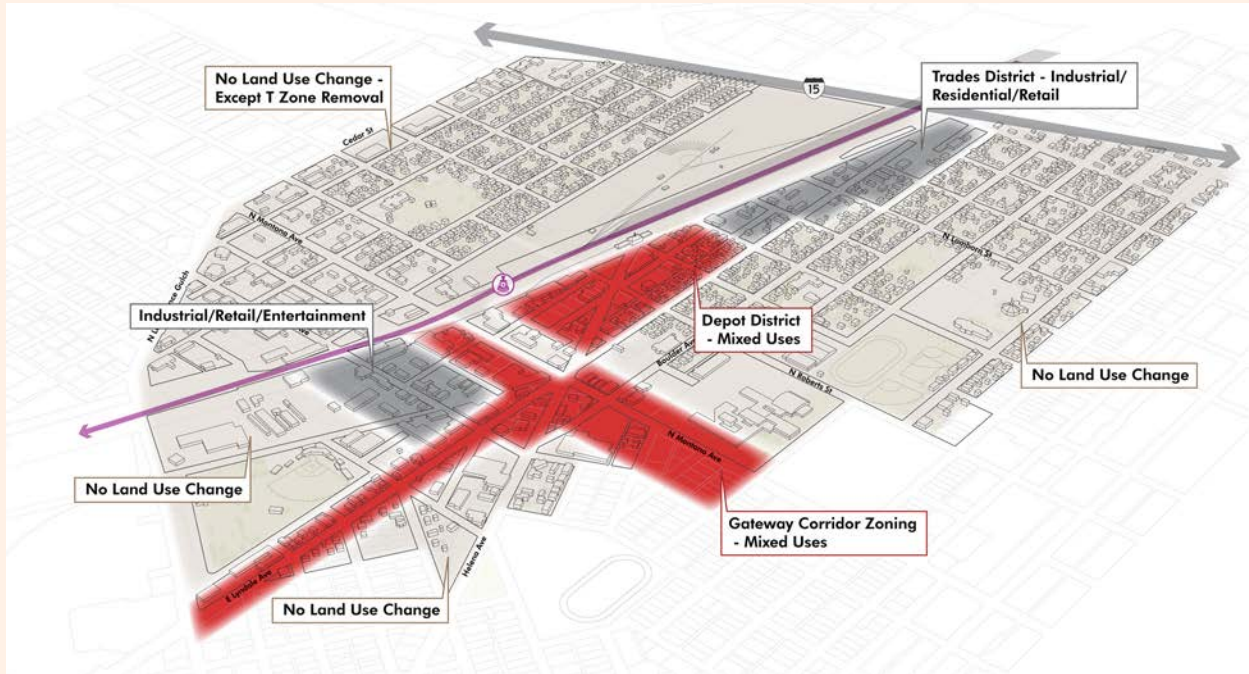 No Land Use Change -
Except T Zone Removal
15
Trades District - Industrial/
Residential/Retail
Cedar St
N Montana Ave
N Lamborn St
Industrial/Retail/Entertainment
Depot District
- Mixed Uses
Boulder Ave
N Roberts St
No Land Use Change
N Montana Ave
No Land Use Change
Gateway Corridor Zoning
- Mixed Uses
E Lyndale Ave
Helena Ave
No Land Use Change